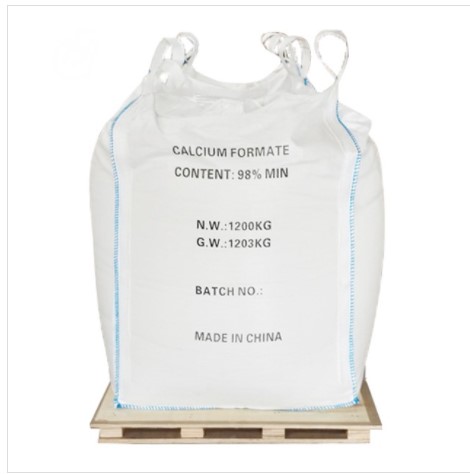 CALCIUM FORMATE
CONTENT: 98% MIN
N.W.:1200KG
G.W.:1203KG
BATCH NO.:
MADE IN CHINA